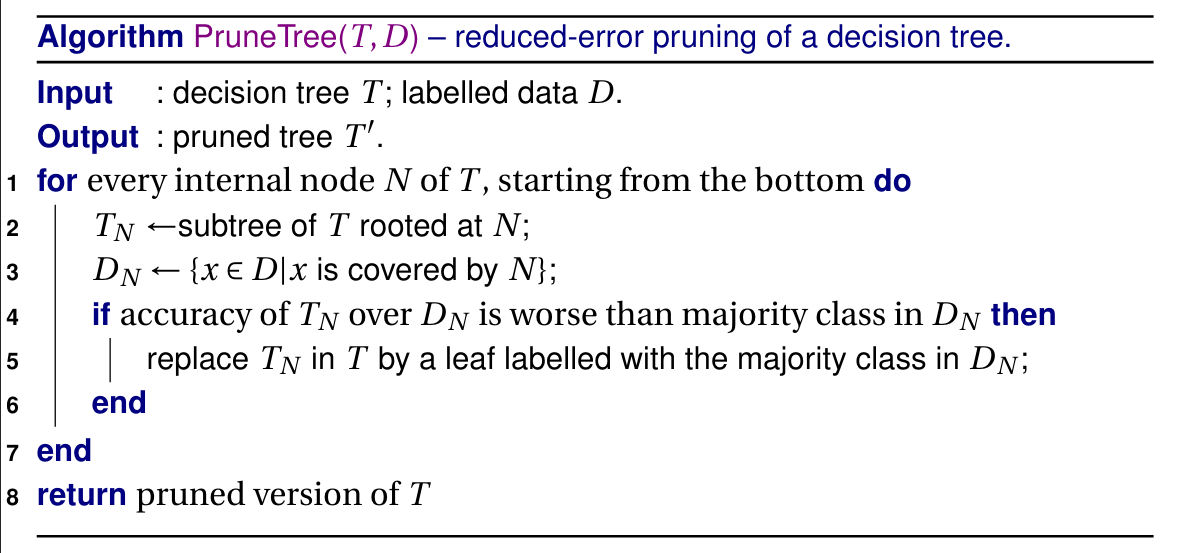 Algorithm PruneTree(T, D) – reduced-error pruning of a decision tree.
Input : decision tree T; labelled data D.
Output : pruned tree T′.
1 for every internal node N of T, starting from the bottom do
2 T_N ←subtree of T rooted at N;
3 D_N ← {x ∈ D|x is covered by N};
4 if accuracy of T_N over D_N is worse than majority class in D_N then
5 replace T_N in T by a leaf labelled with the majority class in D_N;
6 end
7 end
8 return pruned version of T